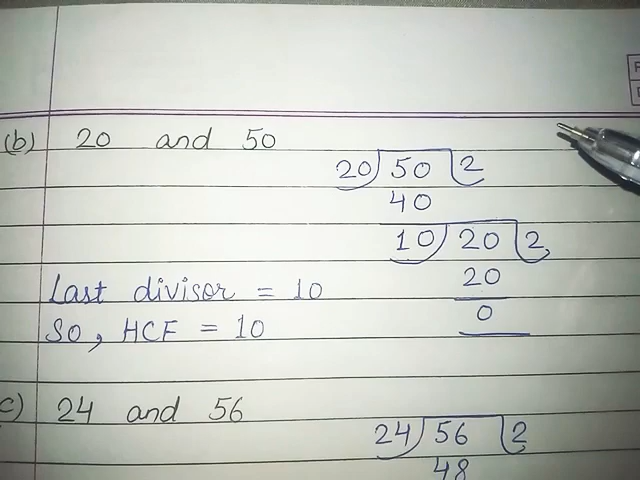 (b) 20 and 50
20) 50 (2
40
10) 20 (2
20
0
Last divisor = 10
So, HCF = 10
c) 24 and 56
24) 56 (2
48